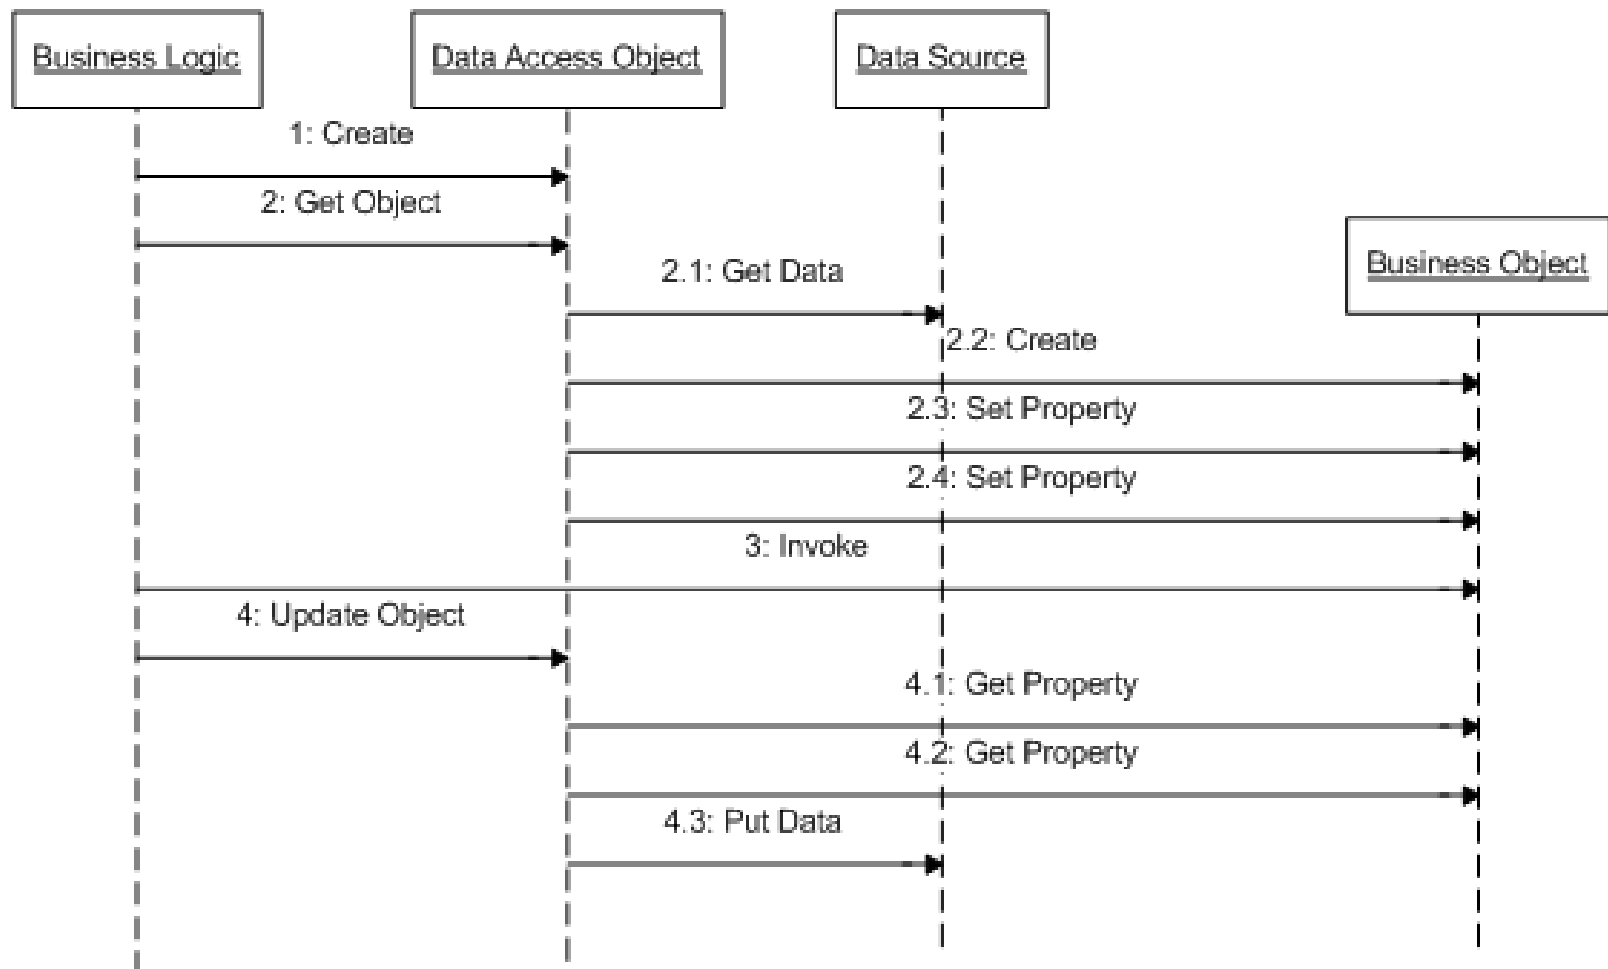 Business Logic
Data Access Object
Data Source
1: Create
2: Get Object
Business Object
2.1: Get Data
2.2: Create
2.3: Set Property
2.4: Set Property
3: Invoke
4: Update Object
4.1: Get Property
4.2: Get Property
4.3: Put Data